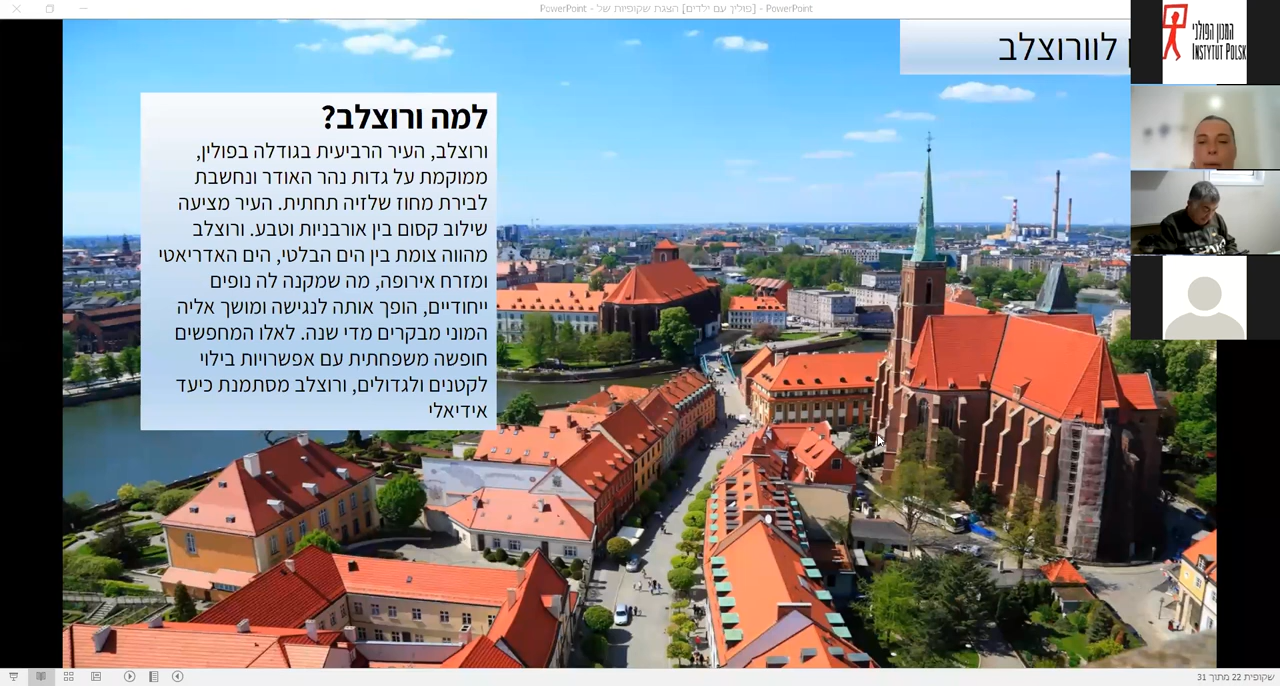 PowerPoint - [פולין עם ילדים] הצגת שקופיות של - PowerPoint
לוורוצלב
המכון הפולני
INSTYTUT POLSK
למה ורוצלב?
ורוצלב, העיר הרביעית בגודלה בפולין,
ממוקמת על גדות נהר האודר ונחשבת
לבירת מחוז שלזיה תחתית. העיר מציעה
שילוב קסום בין אורבניות וטבע. ורוצלב
מהווה צומת בין הים הבלטי, הים האדריאטי
ומזרח אירופה, מה שמקנה לה נופים
ייחודיים, הופך אותה לנגישה ומושך אליה
המוני מבקרים מדי שנה. לאלו המחפשים
חופשה משפחתית עם אפשרויות בילוי
לקטנים ולגדולים, ורוצלב מסתמנת כיעד
אידיאלי
שקופית 22 מתוך 31